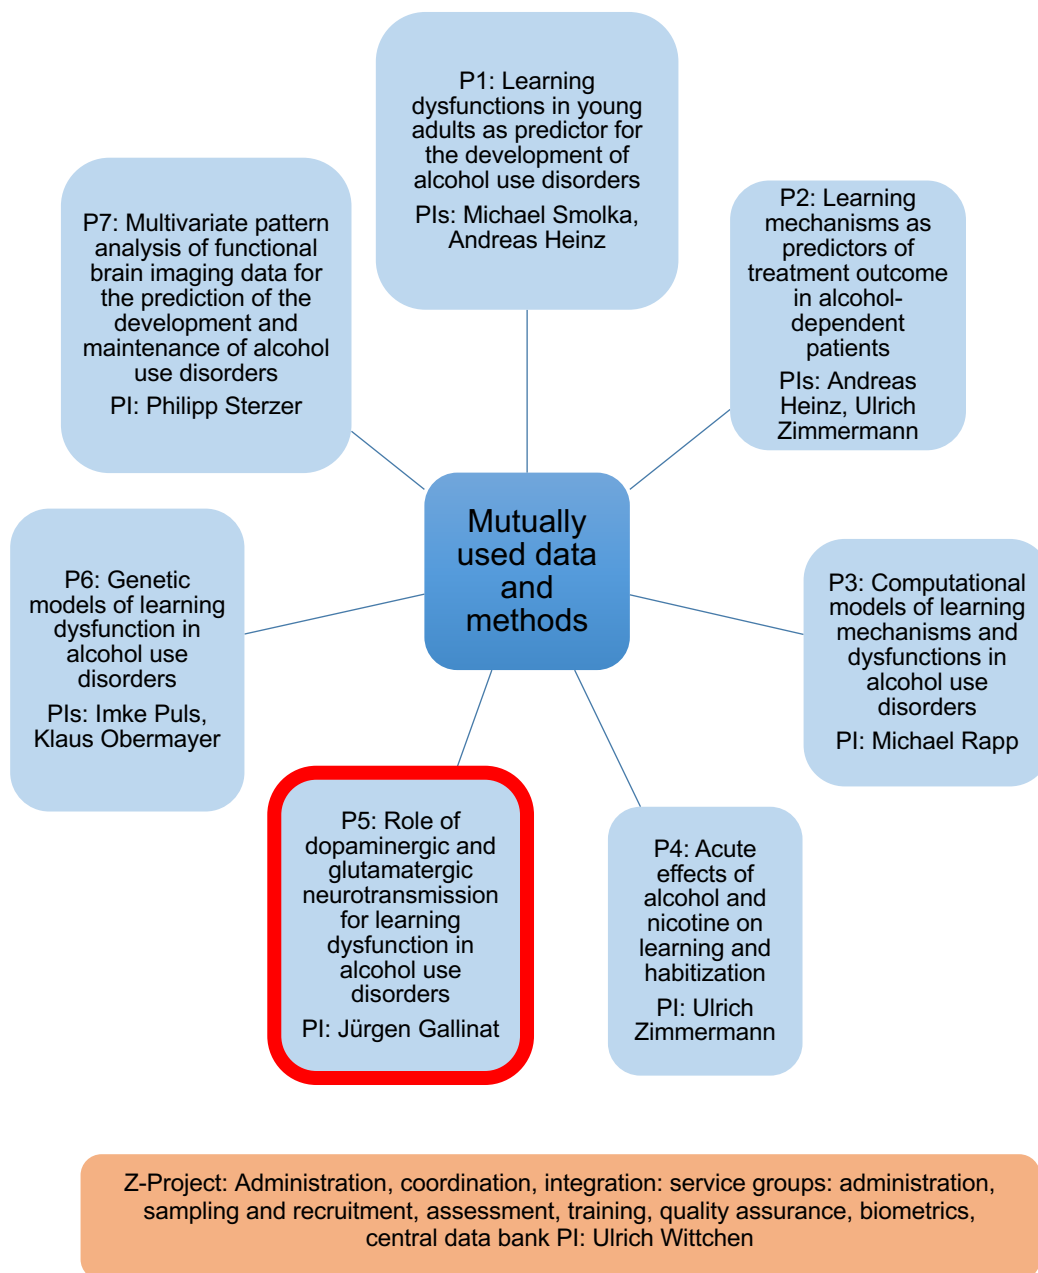 P1: Learning
dysfunctions in young
adults as predictor for
the development of
alcohol use disorders
PIs: Michael Smolka,
Andreas Heinz
P2: Learning
mechanisms as
predictors of
treatment outcome
in alcohol-
dependent
patients
PIs: Andreas
Heinz, Ulrich
Zimmermann
P7: Multivariate pattern
analysis of functional
brain imaging data for
the prediction of the
development and
maintenance of alcohol
use disorders
PI: Philipp Sterzer
Mutually
used data
and
methods
P3: Computational
models of learning
mechanisms and
dysfunctions in
alcohol use
disorders
PI: Michael Rapp
P6: Genetic
models of learning
dysfunction in
alcohol use
disorders
PIs: Imke Puls,
Klaus Obermayer
P5: Role of
dopaminergic and
glutamatergic
neurotransmission
for learning
dysfunction in
alcohol use
disorders
PI: Jürgen Gallinat
P4: Acute
effects of
alcohol and
nicotine on
learning and
habitization
PI: Ulrich
Zimmermann
Z-Project: Administration, coordination, integration: service groups: administration,
sampling and recruitment, assessment, training, quality assurance, biometrics,
central data bank PI: Ulrich Wittchen